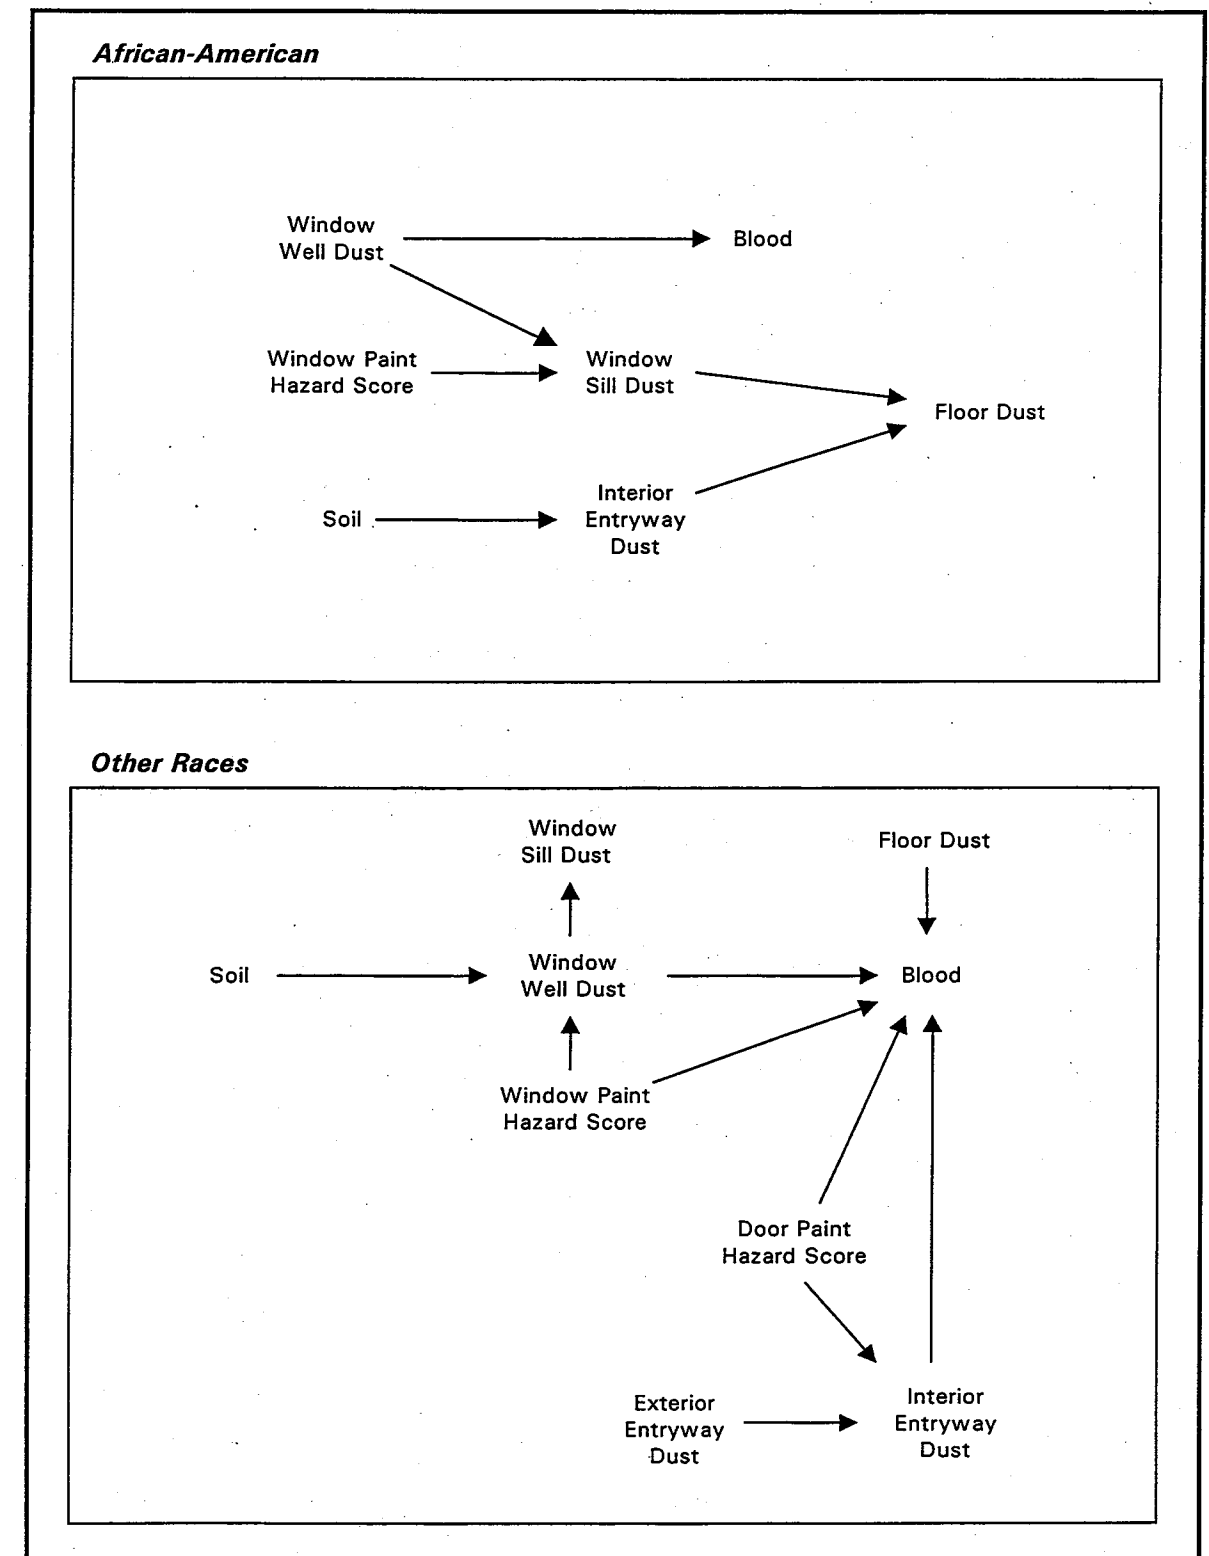 African-American
Window
Well Dust
Blood
Window Paint
Hazard Score
Window
Sill Dust
Floor Dust
Soil
Interior
Entryway
Dust
Other Races
Window
Sill Dust
Floor Dust
Soil
Window
Well Dust
Blood
Window Paint
Hazard Score
Door Paint
Hazard Score
Exterior
Entryway
Dust
Interior
Entryway
Dust